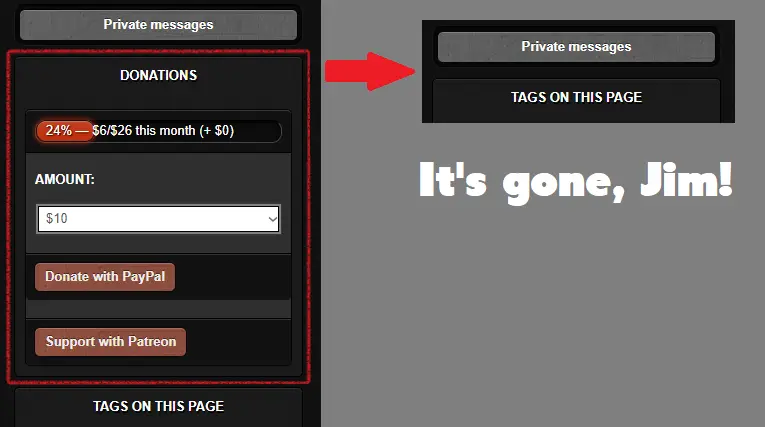 Private messages
DONATIONS
24% — $6/$26 this month (+ $0)
AMOUNT:
$10
Donate with PayPal
Support with Patreon
TAGS ON THIS PAGE
Private messages
TAGS ON THIS PAGE
It's gone, Jim!